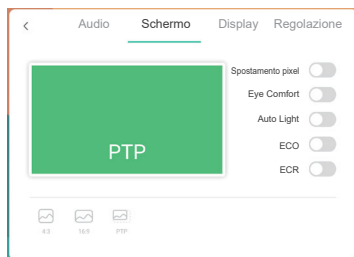 Audio
Schermo
Display
Regolazione
Spostamento pixel
Eye Comfort
Auto Light
ECO
ECR
PTP
4:3
16:9
PTP